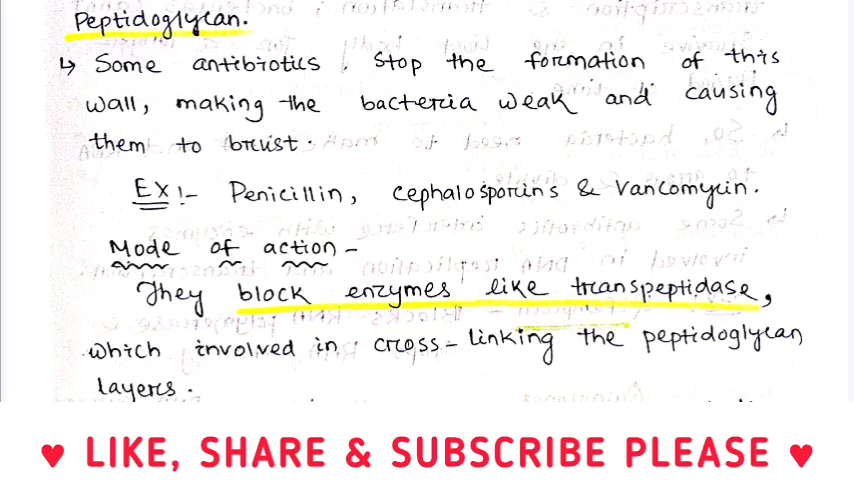 Peptidoglycan.
↳ Some antibiotics stop the formation of this
wall, making the bacteria weak and causing
them to brust.
Ex:- Penicillin, cephalosporins & Vancomycin.
Mode of action -
They block enzymes like transpeptidase,
which involved in cross-linking the peptidoglycan
layers.
♥ LIKE, SHARE & SUBSCRIBE PLEASE ♥